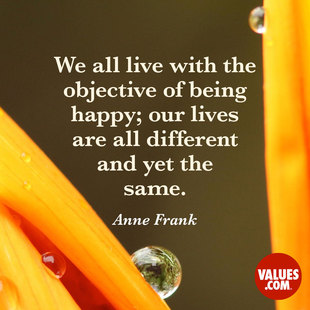 We all live with the
objective of being
happy; our lives
are all different
and yet the
same.
Anne Frank
VALUES
.COM